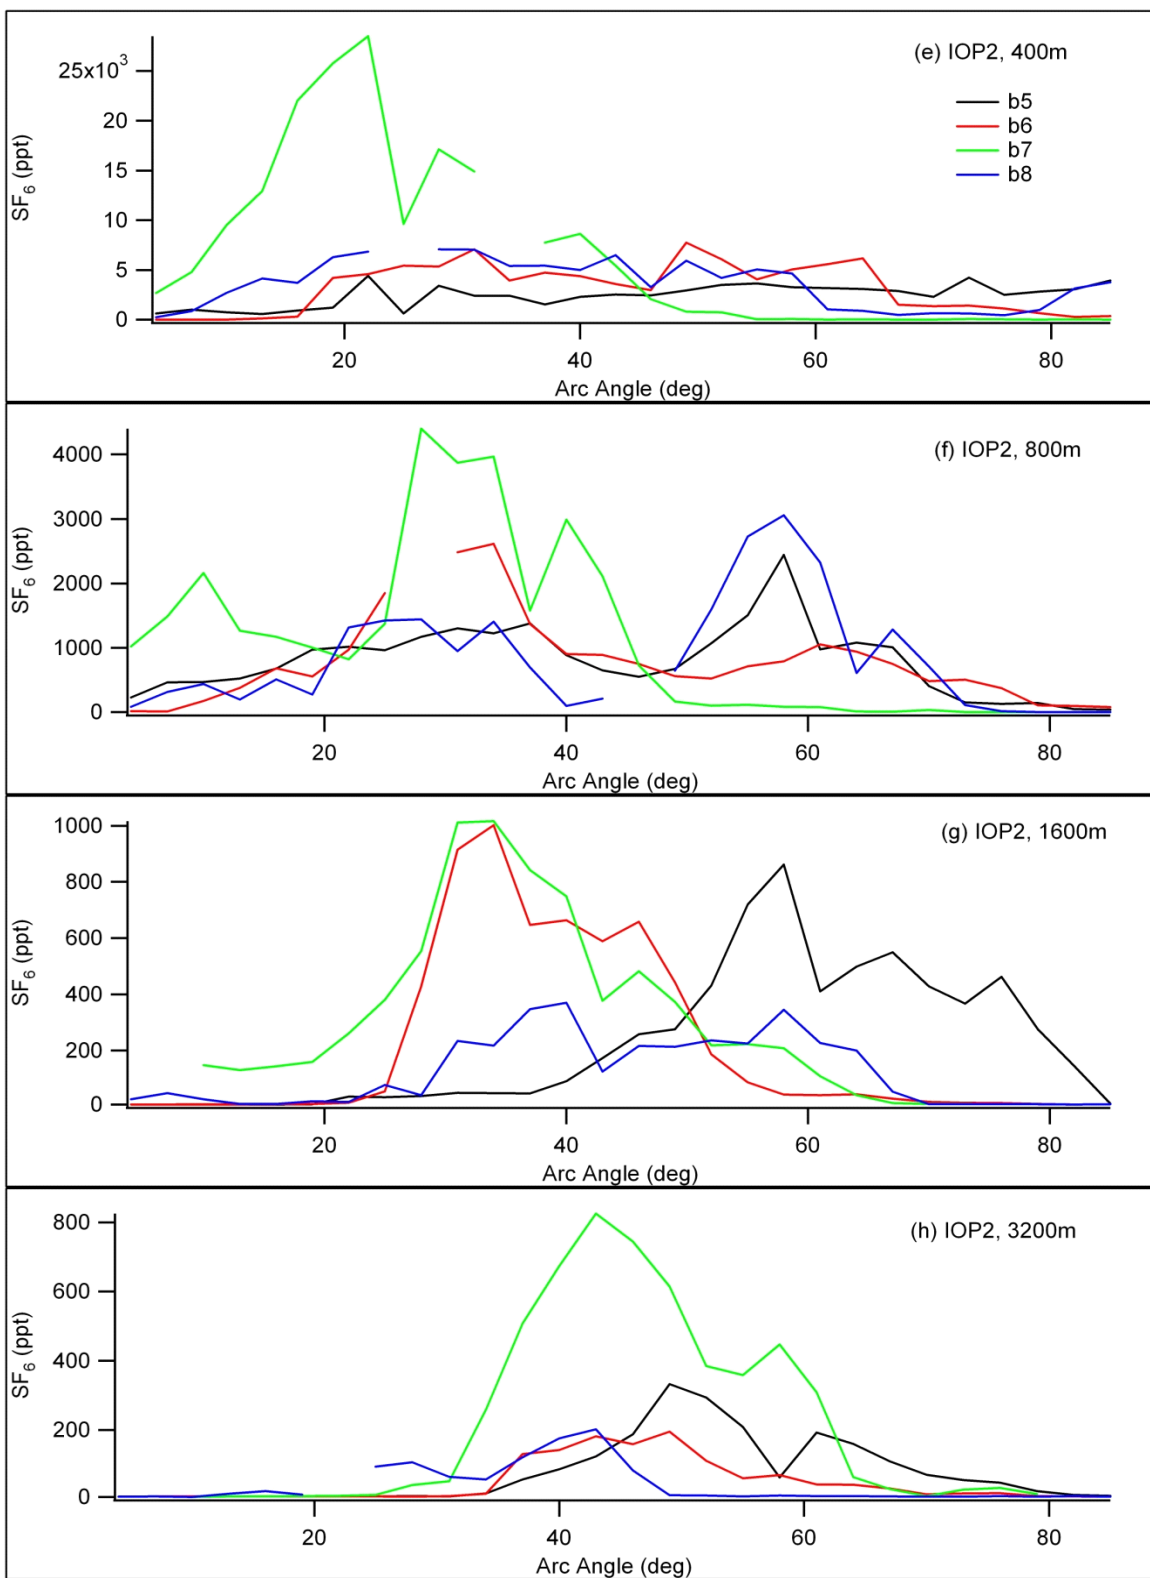 (e) IOP2, 400m
b5
b6
b7
b8
SF6 (ppt)
25x10³
20
15
10
5
0
20 40 60 80
Arc Angle (deg)
(f) IOP2, 800m
SF6 (ppt)
4000
3000
2000
1000
0
20 40 60 80
Arc Angle (deg)
(g) IOP2, 1600m
SF6 (ppt)
1000
800
600
400
200
0
20 40 60 80
Arc Angle (deg)
(h) IOP2, 3200m
SF6 (ppt)
800
600
400
200
0
20 40 60 80
Arc Angle (deg)